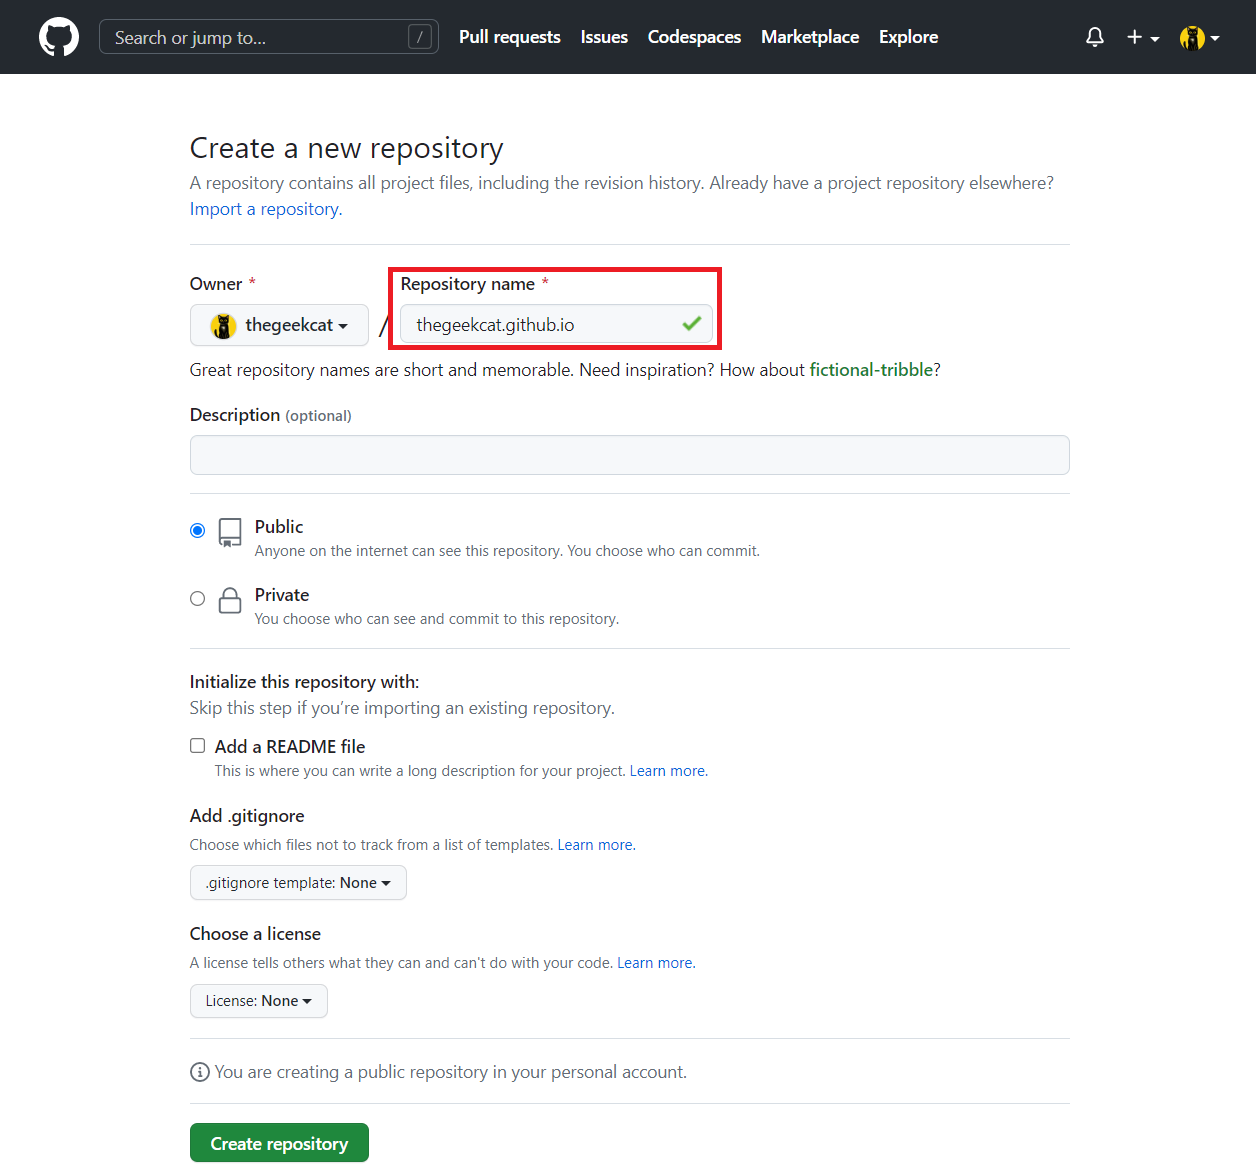 Search or jump to... / Pull requests Issues Codespaces Marketplace Explore
Create a new repository
A repository contains all project files, including the revision history. Already have a project repository elsewhere?
Import a repository.
Owner * Repository name *
thegeekcat / thegeekcat.github.io
Great repository names are short and memorable. Need inspiration? How about fictional-tribble?
Description (optional)
Public
Anyone on the internet can see this repository. You choose who can commit.
Private
You choose who can see and commit to this repository.
Initialize this repository with:
Skip this step if you’re importing an existing repository.
Add a README file
This is where you can write a long description for your project. Learn more.
Add .gitignore
Choose which files not to track from a list of templates. Learn more.
.gitignore template: None
Choose a license
A license tells others what they can and can't do with your code. Learn more.
License: None
You are creating a public repository in your personal account.
Create repository